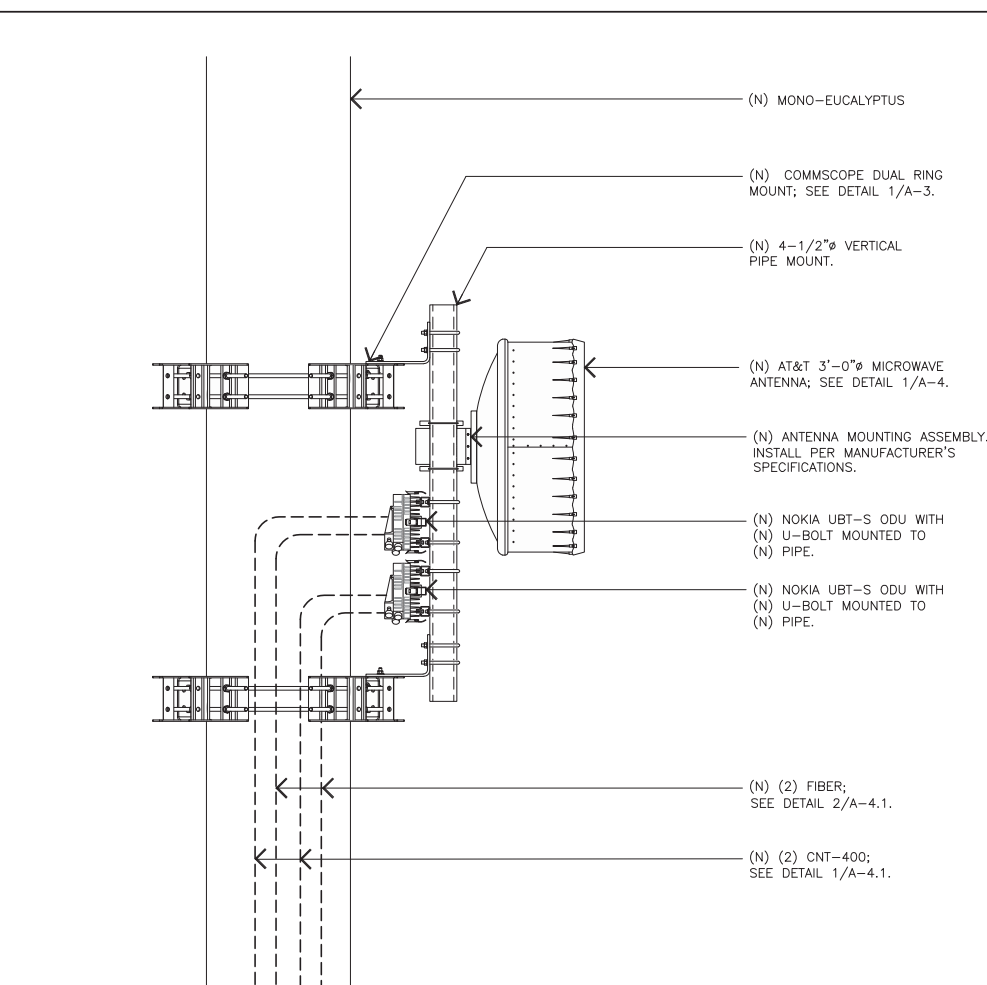 (N) MONO-EUCALYPTUS
(N) COMMSCOPE DUAL RING
MOUNT; SEE DETAIL 1/A-3.
(N) 4-1/2"ø VERTICAL
PIPE MOUNT.
(N) AT&T 3'-0"ø MICROWAVE
ANTENNA; SEE DETAIL 1/A-4.
(N) ANTENNA MOUNTING ASSEMBLY.
INSTALL PER MANUFACTURER'S
SPECIFICATIONS.
(N) NOKIA UBT-S ODU WITH
(N) U-BOLT MOUNTED TO
(N) PIPE.
(N) NOKIA UBT-S ODU WITH
(N) U-BOLT MOUNTED TO
(N) PIPE.
(N) (2) FIBER;
SEE DETAIL 2/A-4.1.
(N) (2) CNT-400;
SEE DETAIL 1/A-4.1.